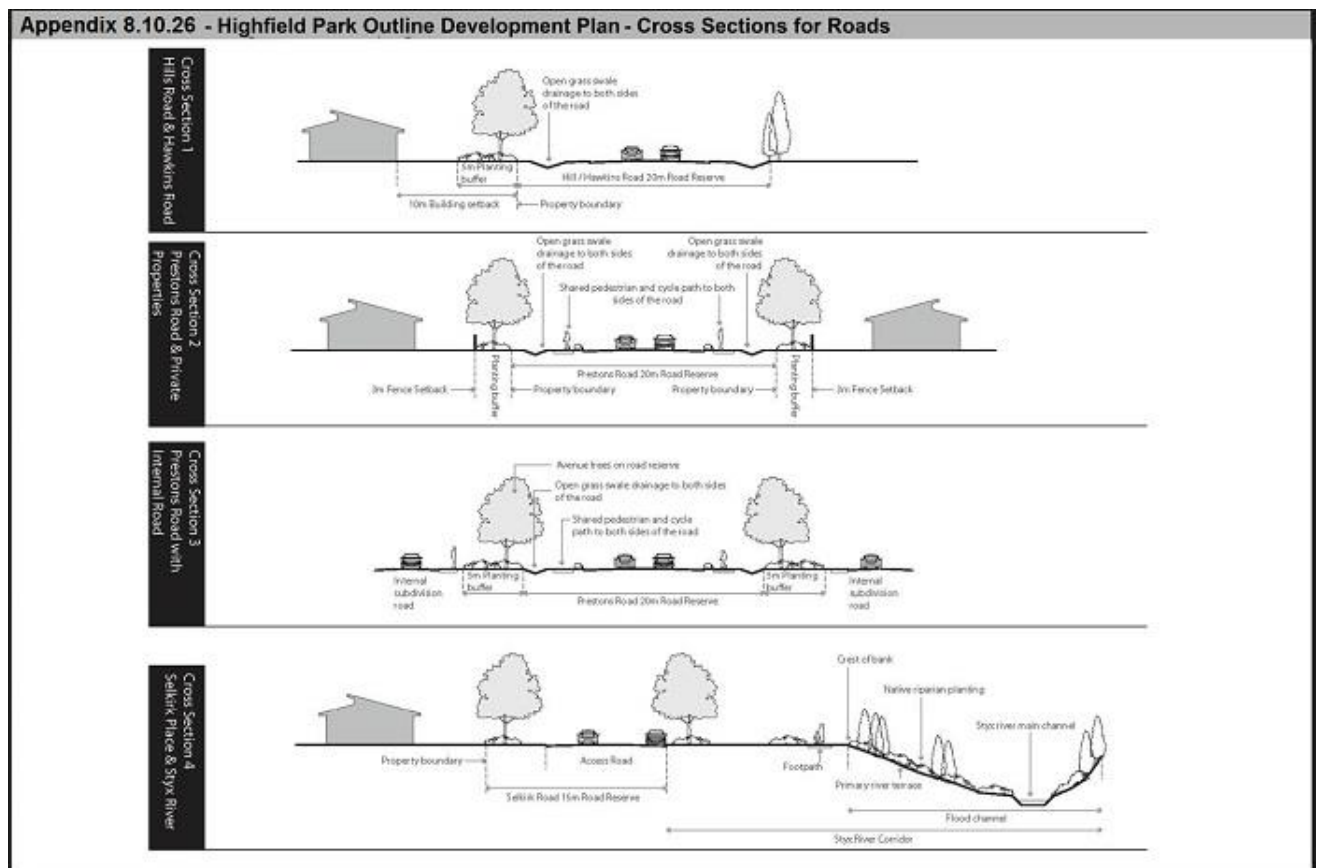 Appendix 8.10.26 - Highfield Park Outline Development Plan - Cross Sections for Roads
Cross Section 1
Hills Road & Hawkins Road
Open grass swale
drainage to both sides
of the road
5m Planting
buffer
Hill / Hawkins Road 20m Road Reserve
10m Building setback
Property boundary
Cross Section 2
Prestons Road & Private
Properties
Open grass swale
drainage to both sides
of the road
Open grass swale
drainage to both sides
of the road
Shared pedestrian and cycle path to both
sides of the road
Prestons Road 20m Road Reserve
3m Fence Setback
Planting buffer
Property boundary
Property boundary
Planting buffer
3m Fence Setback
Cross Section 3
Prestons Road with
Internal Road
Avenue trees on road reserve
Open grass swale drainage to both sides
of the road
Shared pedestrian and cycle
path to both sides of the road
Internal
subdivision
road
5m Planting
buffer
Prestons Road 20m Road Reserve
5m Planting
buffer
Internal
subdivision
road
Cross Section 4
Selkirk Place & Styx River
Crest of bank
Native riparian planting
Styx river main channel
Property boundary
Access Road
Footpath
Primary river terrace
Selkirk Road 16m Road Reserve
Flood channel
Styx River Corridor